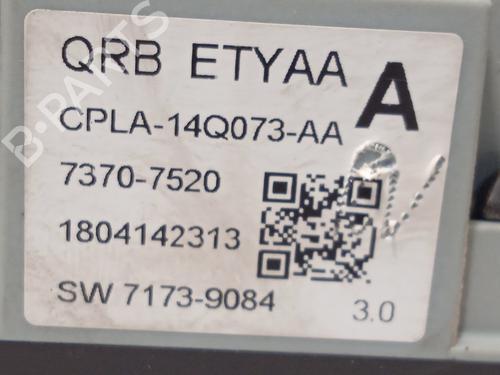 QRB ETYAA
A
CPLA-14Q073-AA
7370-7520
1804142313
SW 7173-9084
3.0
B-PARTS